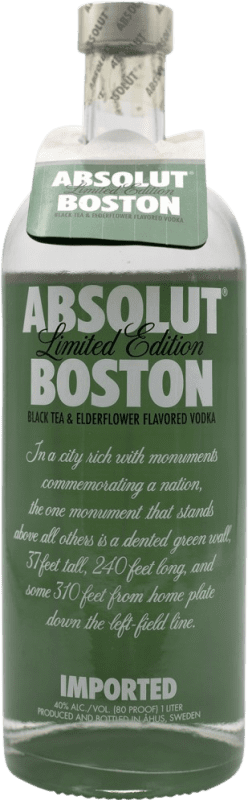 ABSOLUT
Limited Edition
BOSTON
BLACK TEA & ELDERFLOWER FLAVORED VODKA
ABSOLUT®
Limited Edition
BOSTON
BLACK TEA & ELDERFLOWER FLAVORED VODKA
In a city rich with monuments
commemorating a nation,
the one monument that stands
above all others is a dented green wall,
37 feet tall, 240 feet long, and
some 310 feet from home plate
down the left-field line.
IMPORTED
40% ALC./VOL. (80 PROOF) 1 LITER
PRODUCED AND BOTTLED IN ÅHUS, SWEDEN